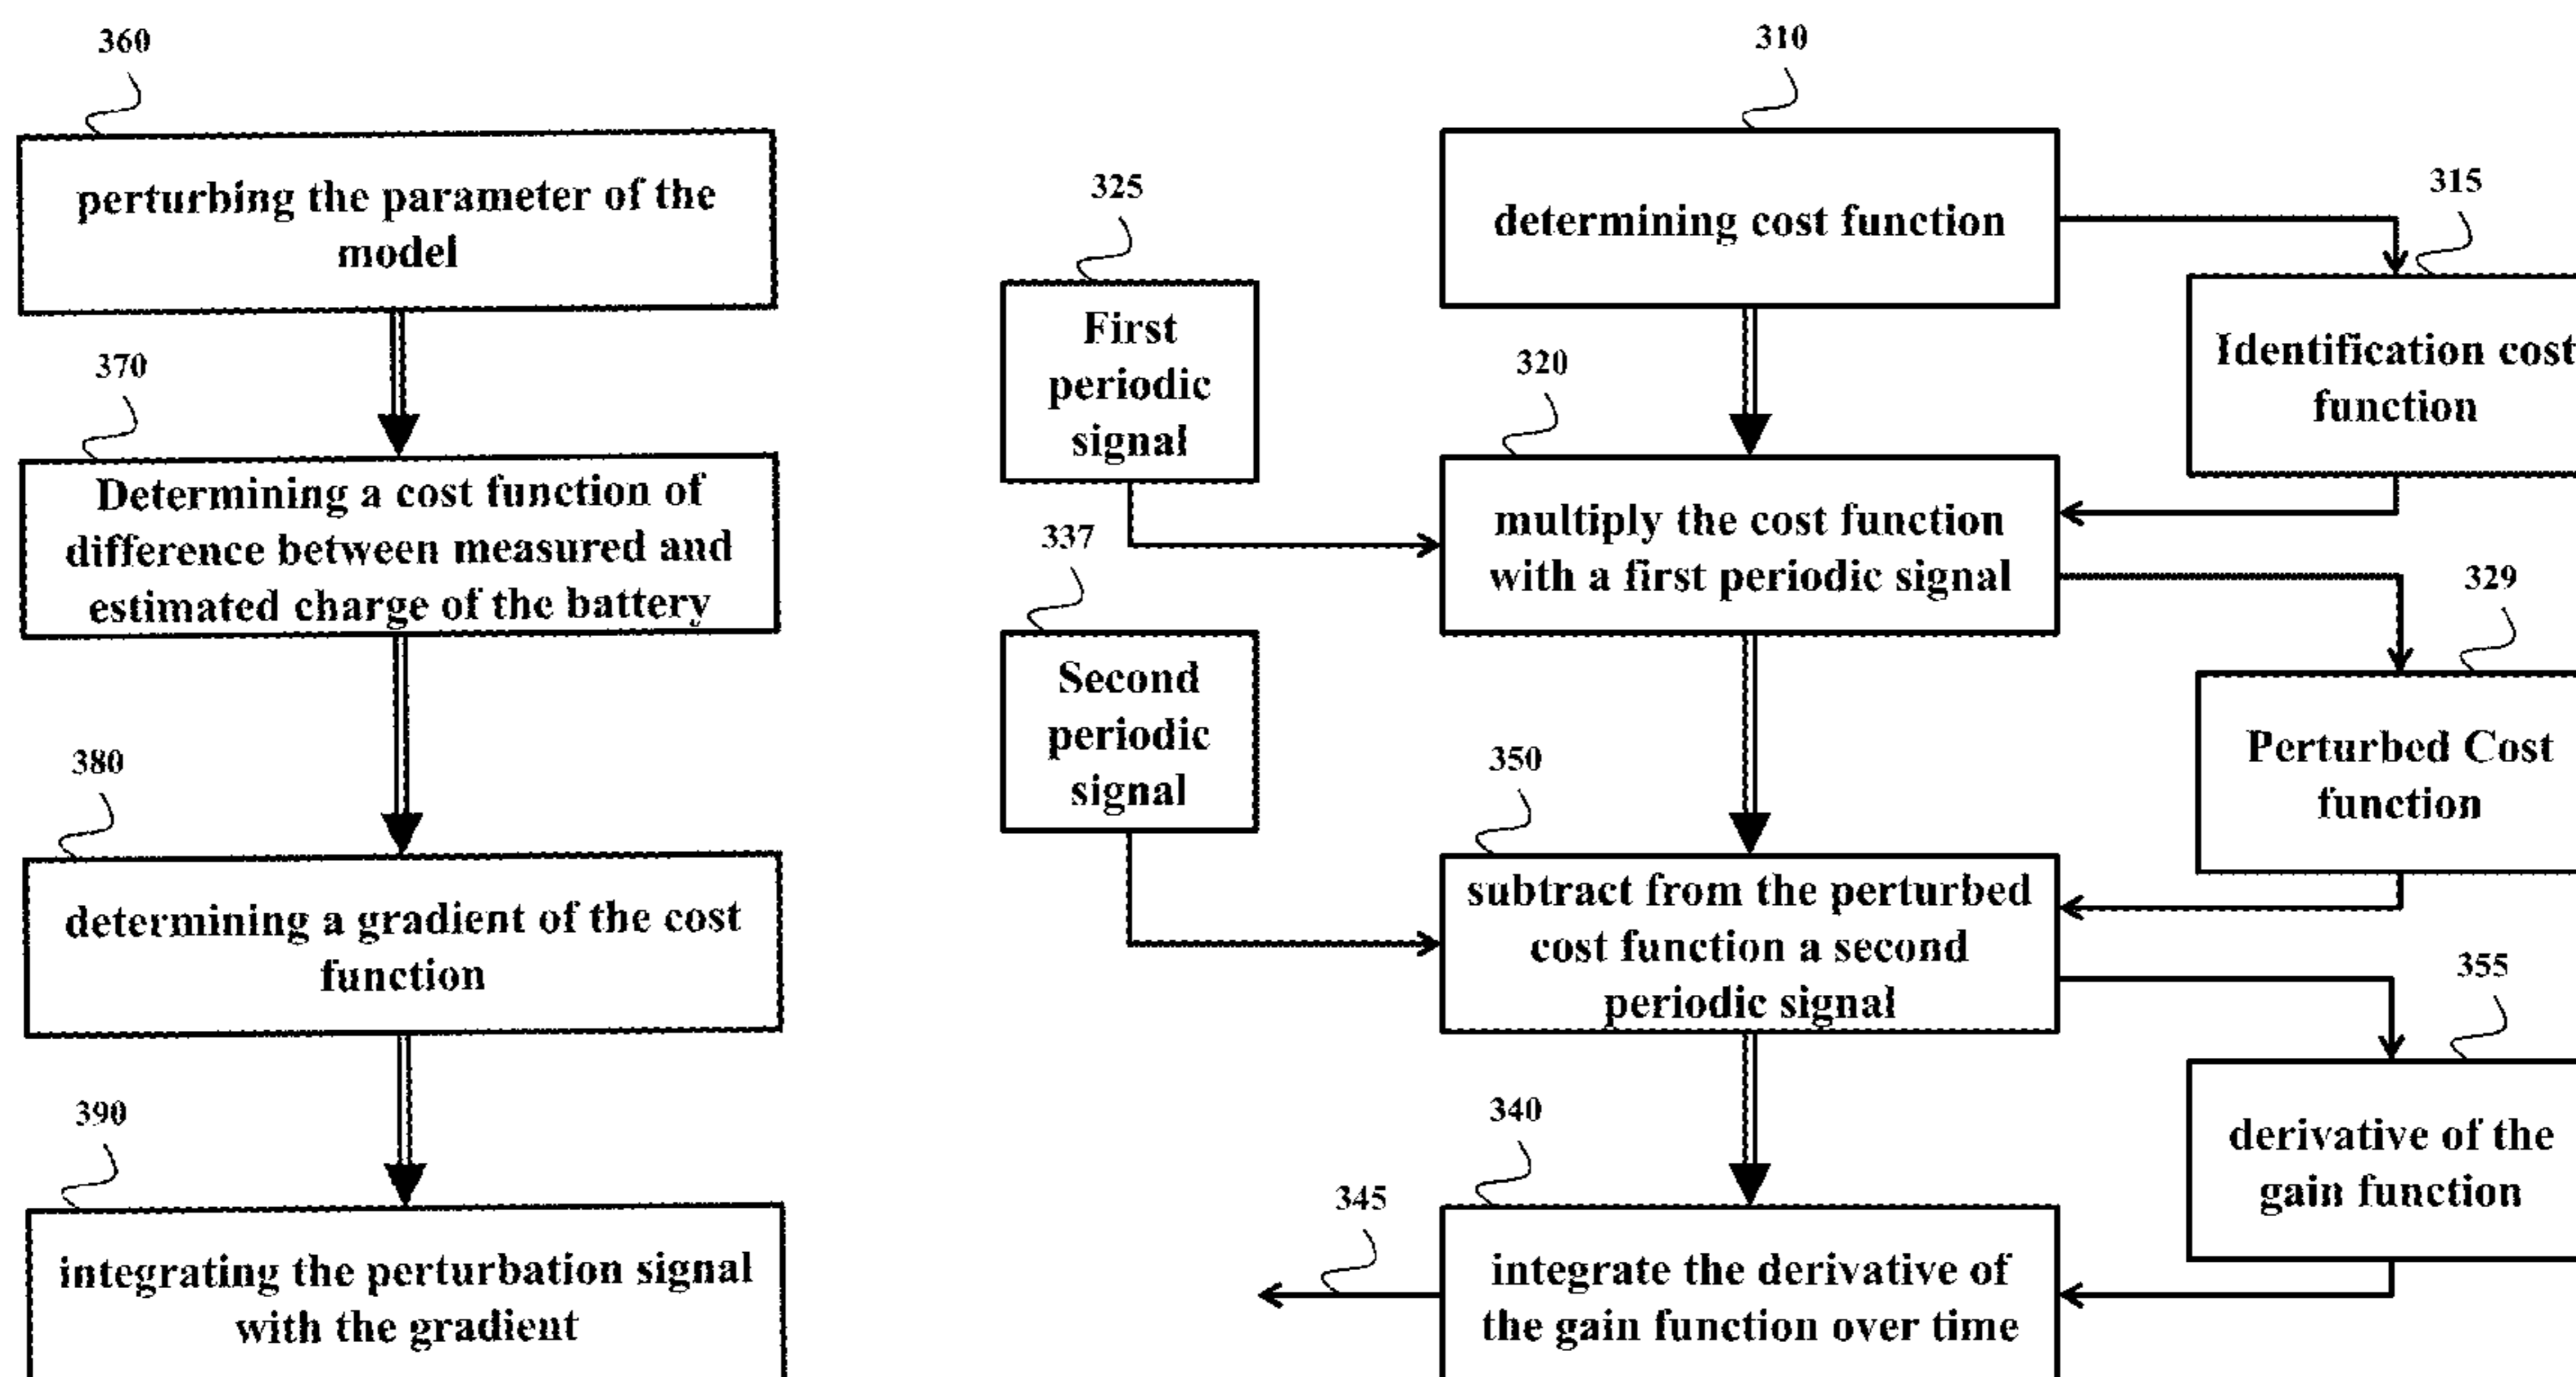 360
perturbing the parameter of the
model
370
Determining a cost function of
difference between measured and
estimated charge of the battery
380
determining a gradient of the cost
function
390
integrating the perturbation signal
with the gradient
310
determining cost function
315
Identification cost
function
325
First
periodic
signal
320
multiply the cost function
with a first periodic signal
329
Perturbed Cost
function
337
Second
periodic
signal
350
subtract from the perturbed
cost function a second
periodic signal
355
derivative of the
gain function
340
integrate the derivative of
the gain function over time
345